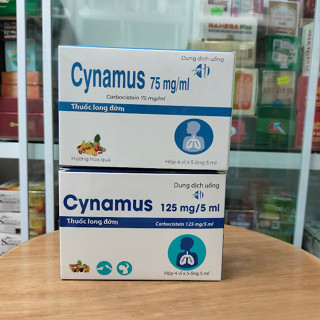 Dung dịch uống
Cynamus 75 mg/ml
Carbocistein 75 mg/ml
Thuốc long đờm
Hương hoa quả
Hộp 4 vỉ x 5 ống 5 ml
Dung dịch uống
Cynamus 125 mg/5 ml
Thuốc long đờm
Carbocistein 125 mg/5 ml
Hộp 4 vỉ x 5 ống 5 ml